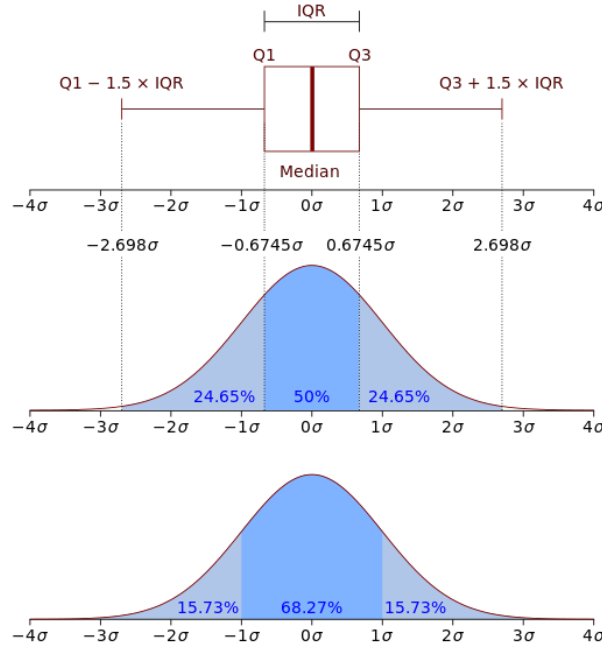 IQR
Q1 Q3
Q1 − 1.5 × IQR Q3 + 1.5 × IQR
Median
−4σ −3σ −2σ −1σ 0σ 1σ 2σ 3σ 4σ
−2.698σ −0.6745σ 0.6745σ 2.698σ
24.65% 50% 24.65%
−4σ −3σ −2σ −1σ 0σ 1σ 2σ 3σ 4σ
15.73% 68.27% 15.73%
−4σ −3σ −2σ −1σ 0σ 1σ 2σ 3σ 4σ